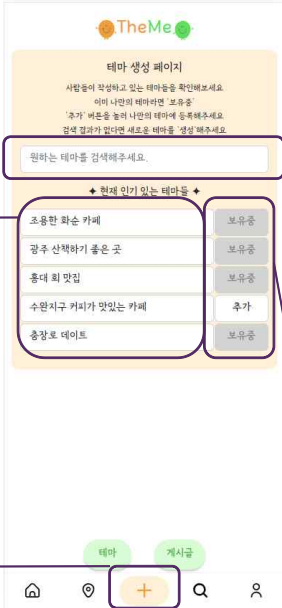 TheMe
테마 생성 페이지
사람들이 작성하고 있는 테마들을 확인해보세요
이미 나만의 테마라면 '보유중'
'추가' 버튼을 눌러 나만의 테마에 등록해주세요
검색 결과가 없다면 새로운 테마를 '생성'해주세요
원하는 테마를 검색해주세요.
✦ 현재 인기 있는 테마들 ✦
조용한 화순 카페 보유중
광주 산책하기 좋은 곳 보유중
홍대 회 맛집 보유중
수완지구 커피가 맛있는 카페 추가
충장로 데이트 보유중
테마 게시글